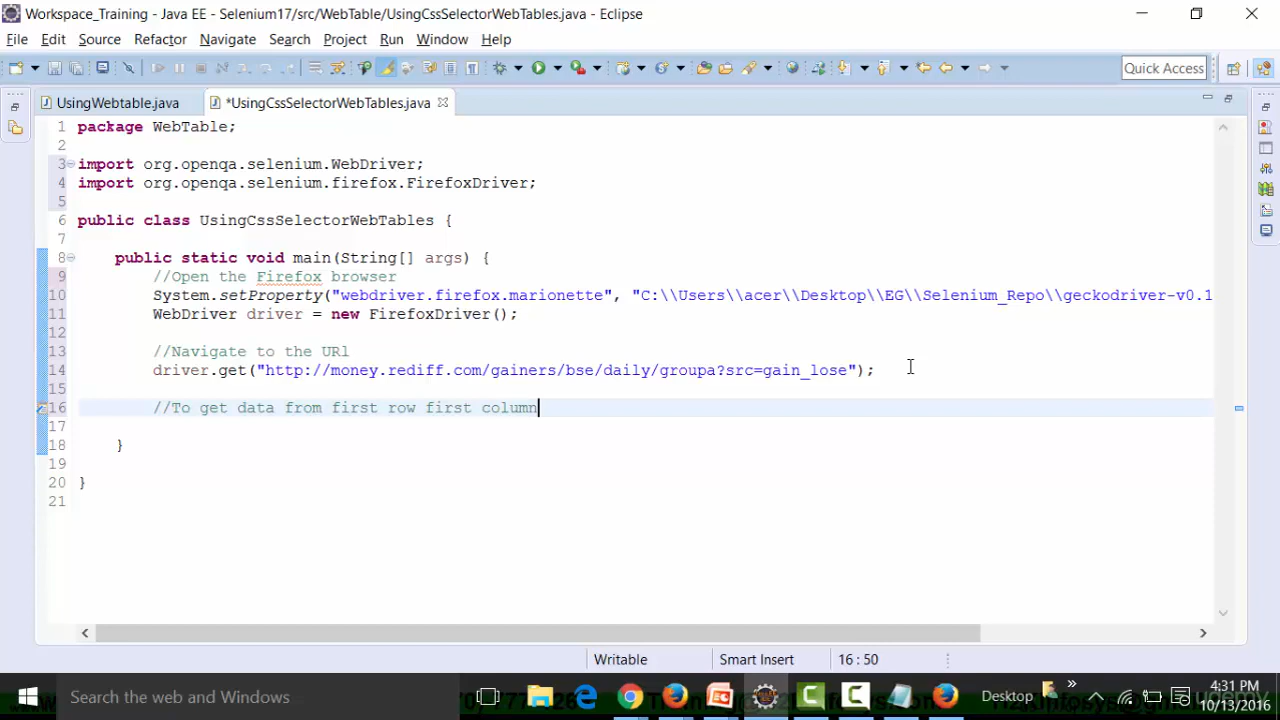 Workspace_Training - Java EE - Selenium17/src/WebTable/UsingCssSelectorWebTables.java - Eclipse
File Edit Source Refactor Navigate Search Project Run Window Help
Quick Access
UsingWebtable.java *UsingCssSelectorWebTables.java
1 package WebTable;
2
3 import org.openqa.selenium.WebDriver;
4 import org.openqa.selenium.firefox.FirefoxDriver;
5
6 public class UsingCssSelectorWebTables {
7
8 public static void main(String[] args) {
9 //Open the Firefox browser
10 System.setProperty("webdriver.firefox.marionette", "C:\\Users\\acer\\Desktop\\EG\\Selenium_Repo\\geckodriver-v0.1
11 WebDriver driver = new FirefoxDriver();
12
13 //Navigate to the URl
14 driver.get("http://money.rediff.com/gainers/bse/daily/groupa?src=gain_lose");
15
16 //To get data from first row first column
17
18 }
19
20 }
21
Writable Smart Insert 16 : 50
Search the web and Windows
Desktop
4:31 PM
10/13/2016